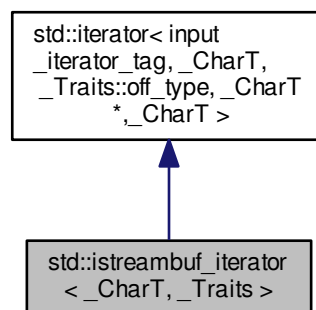 std::iterator< input
_iterator_tag, _CharT,
_Traits::off_type, _CharT
*,_CharT >
std::istreambuf_iterator
< _CharT, _Traits >